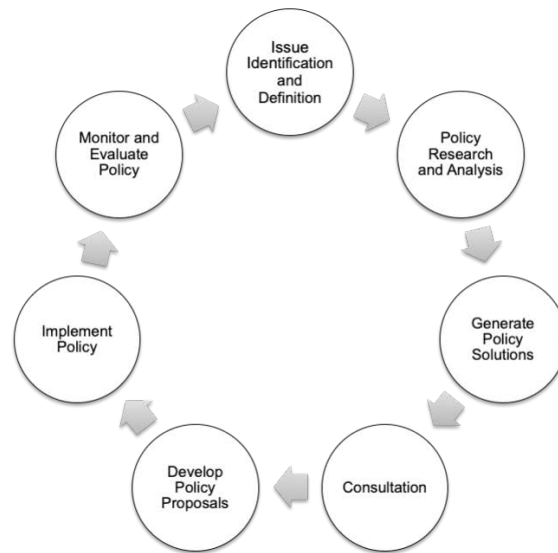 Issue
Identification
and
Definition
Policy
Research
and Analysis
Generate
Policy
Solutions
Consultation
Develop
Policy
Proposals
Implement
Policy
Monitor and
Evaluate
Policy